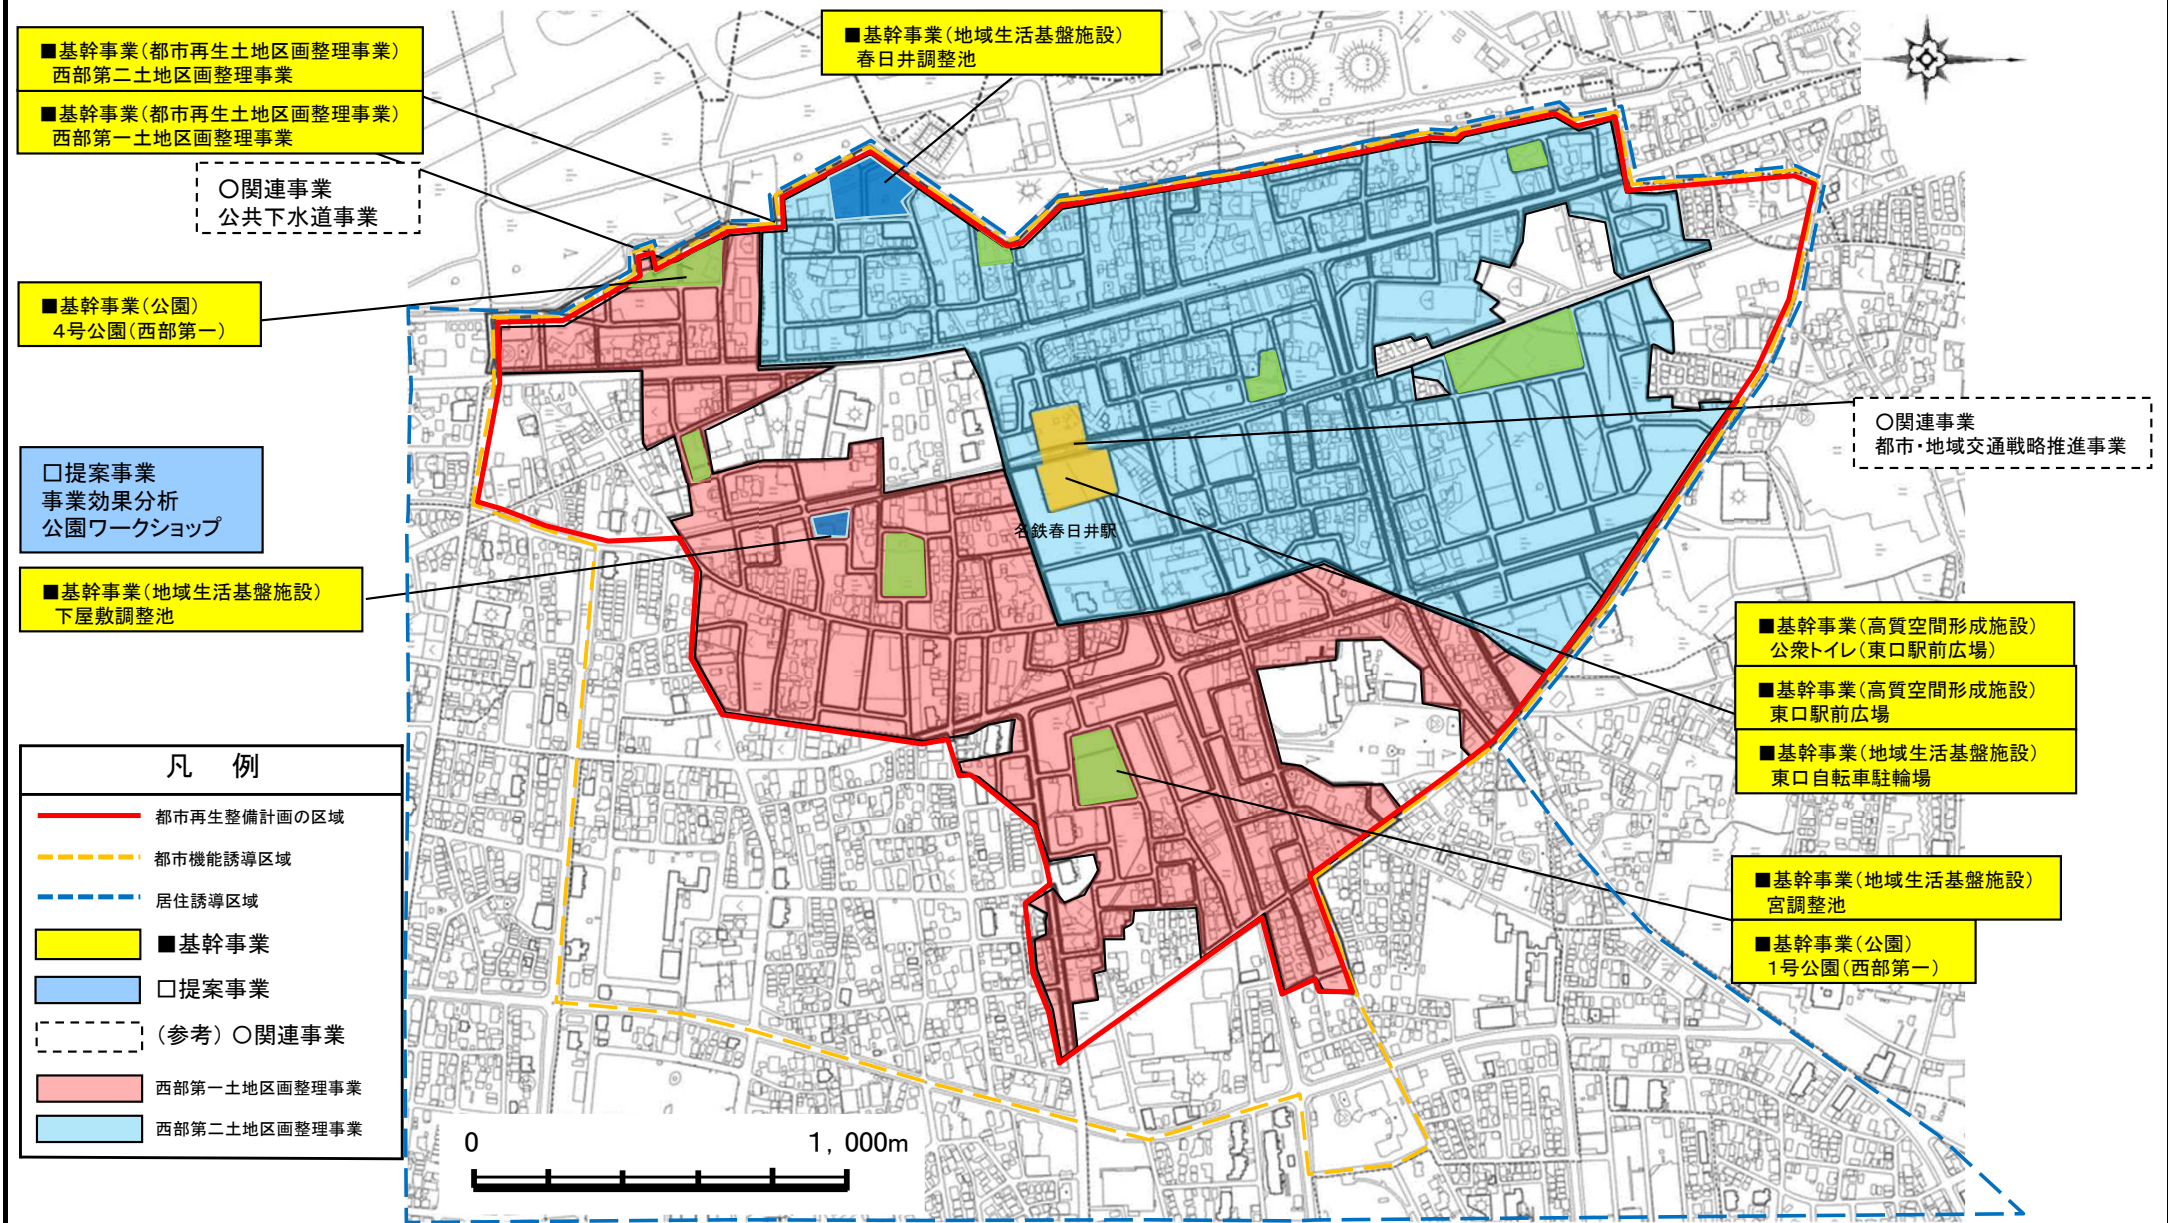 ■基幹事業(都市再生土地区画整理事業)
西部第二土地区画整理事業
■基幹事業(都市再生土地区画整理事業)
西部第一土地区画整理事業
○関連事業
公共下水道事業
■基幹事業(地域生活基盤施設)
春日井調整池
■基幹事業(公園)
4号公園(西部第一)
□提案事業
事業効果分析
公園ワークショップ
■基幹事業(地域生活基盤施設)
下屋敷調整池
名鉄春日井駅
○関連事業
都市・地域交通戦略推進事業
■基幹事業(高質空間形成施設)
公衆トイレ(東口駅前広場)
■基幹事業(高質空間形成施設)
東口駅前広場
■基幹事業(地域生活基盤施設)
東口自転車駐輪場
■基幹事業(地域生活基盤施設)
宮調整池
■基幹事業(公園)
1号公園(西部第一)
凡 例
都市再生整備計画の区域
都市機能誘導区域
居住誘導区域
■基幹事業
□提案事業
(参考)○関連事業
西部第一土地区画整理事業
西部第二土地区画整理事業
0 1,000m